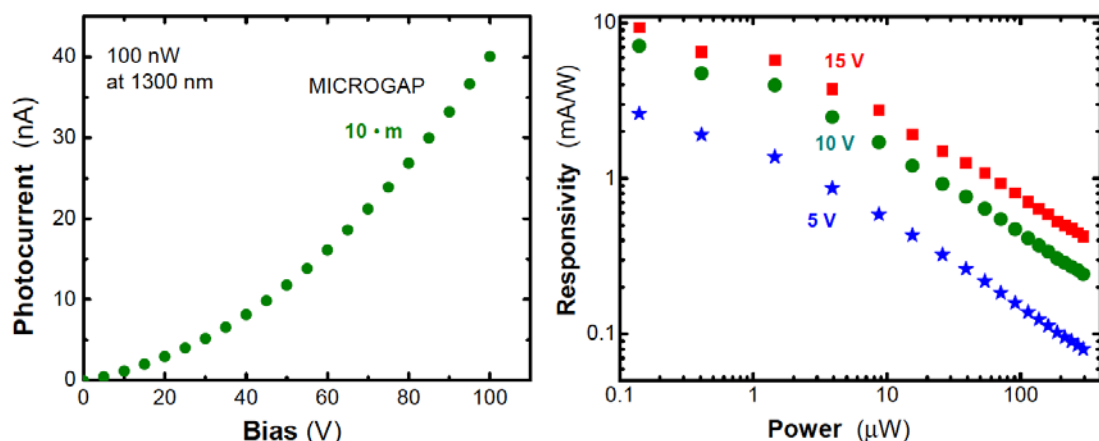 100 nW
at 1300 nm
MICROGAP
10 • m
Photocurrent (nA)
40
30
20
10
0
0 20 40 60 80 100
Bias (V)
15 V
10 V
5 V
Responsivity (mA/W)
10
1
0.1
0.1 1 10 100
Power (μW)